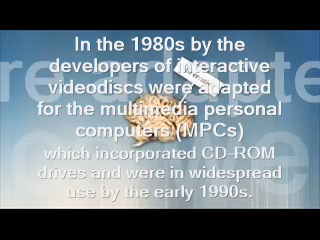 In the 1980s by the
developers of interactive
videodiscs were adapted
for the multimedia personal
computers (MPCs)
which incorporated CD-ROM
drives and were in widespread
use by the early 1990s.